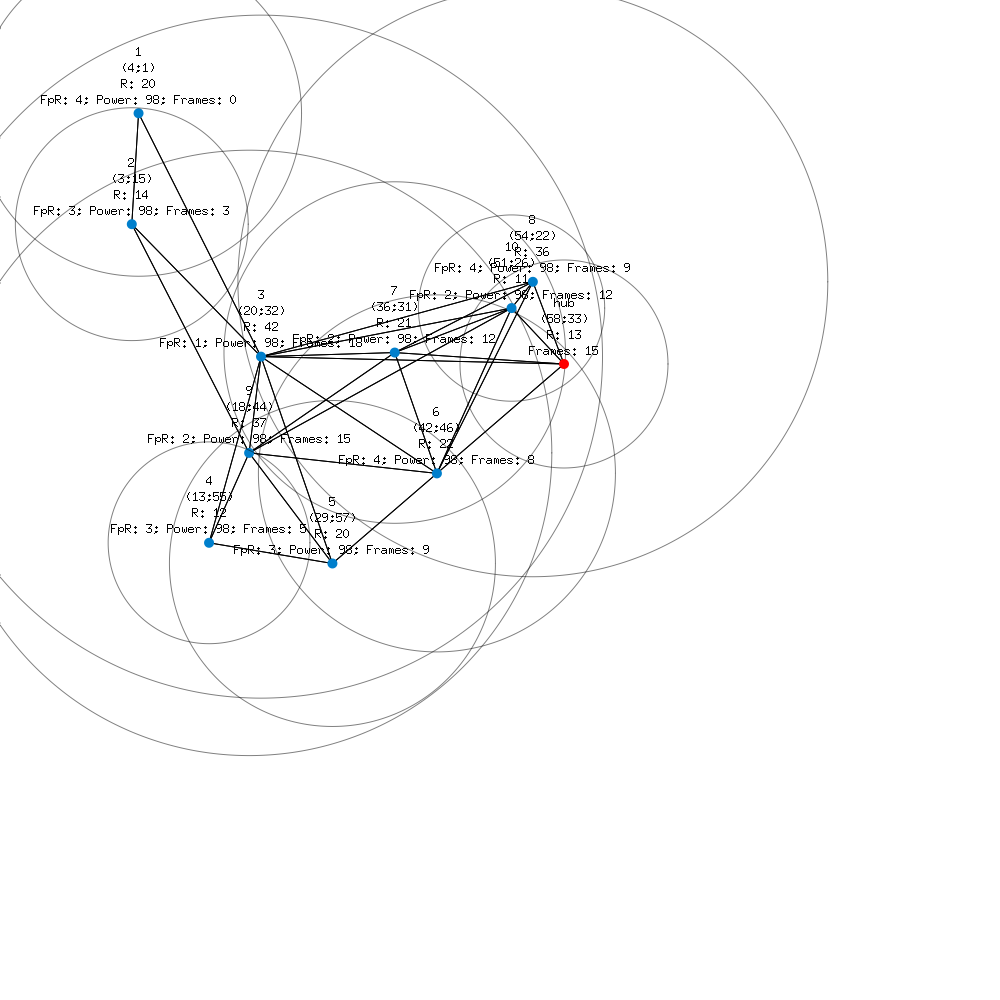 1
(4;1)
R: 20
FpR: 4; Power: 98; Frames: 0
2
(3;15)
R: 14
FpR: 3; Power: 98; Frames: 3
8
(54;22)
R: 36
FpR: 4; Power: 98; Frames: 9
10
(51;26)
R: 11
FpR: 2; Power: 98; Frames: 12
hub
(58;33)
R: 13
Frames: 15
7
(36;31)
R: 21
Power: 98; Frames: 12
3
(20;32)
R: 42
FpR: 1; Power: 98; Frames: 18
9
(18;44)
R: 37
FpR: 2; Power: 98; Frames: 15
6
(42;46)
R: 22
FpR: 4; Power: 98; Frames: 8
4
(13;55)
R: 12
FpR: 3; Power: 98; Frames: 5
5
(29;57)
R: 20
FpR: 3; Power: 98; Frames: 9